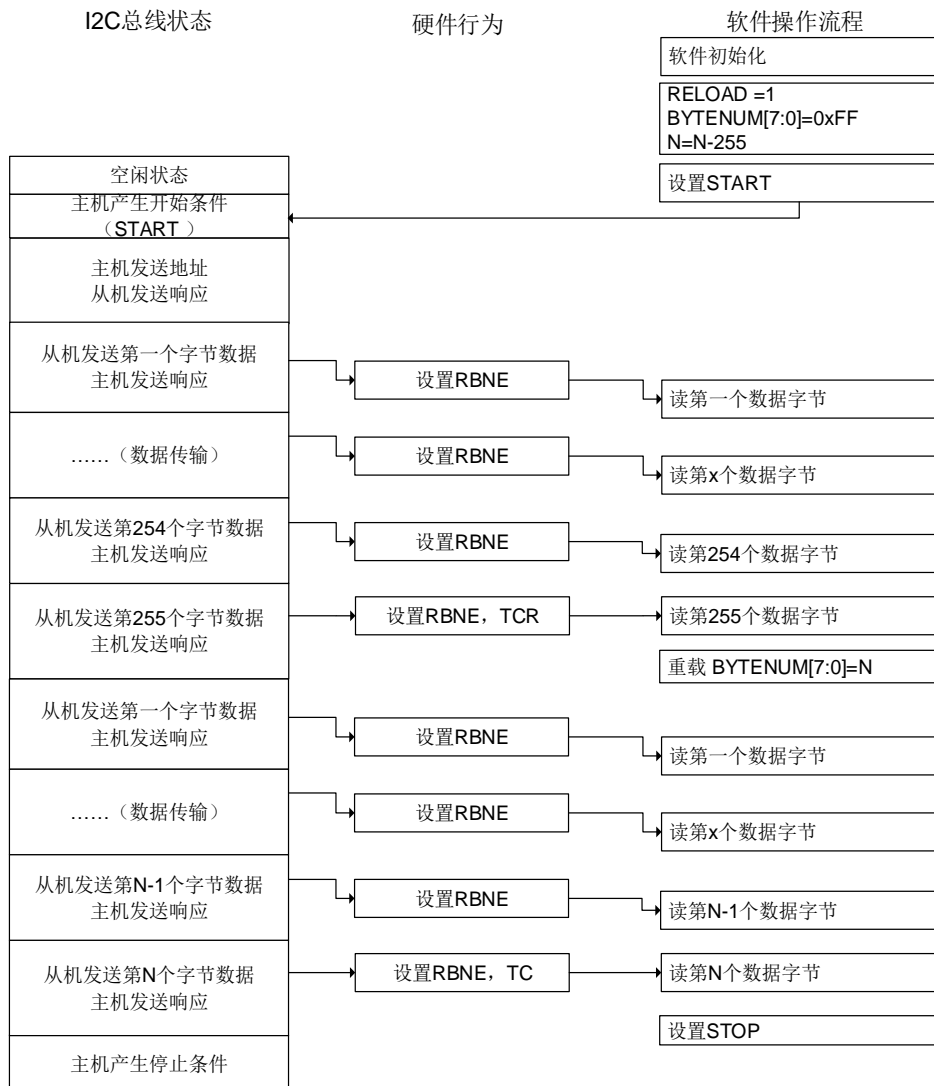 I2C总线状态
硬件行为
软件操作流程
软件初始化
RELOAD =1
BYTENUM[7:0]=0xFF
N=N-255
设置START
空闲状态
主机产生开始条件
（START ）
主机发送地址
从机发送响应
从机发送第一个字节数据
主机发送响应
设置RBNE
读第一个数据字节
……（数据传输）
设置RBNE
读第x个数据字节
从机发送第254个字节数据
主机发送响应
设置RBNE
读第254个数据字节
从机发送第255个字节数据
主机发送响应
设置RBNE，TCR
读第255个数据字节
重载 BYTENUM[7:0]=N
从机发送第一个字节数据
主机发送响应
设置RBNE
读第一个数据字节
……（数据传输）
设置RBNE
读第x个数据字节
从机发送第N-1个字节数据
主机发送响应
设置RBNE
读第N-1个数据字节
从机发送第N个字节数据
主机发送响应
设置RBNE，TC
读第N个数据字节
设置STOP
主机产生停止条件